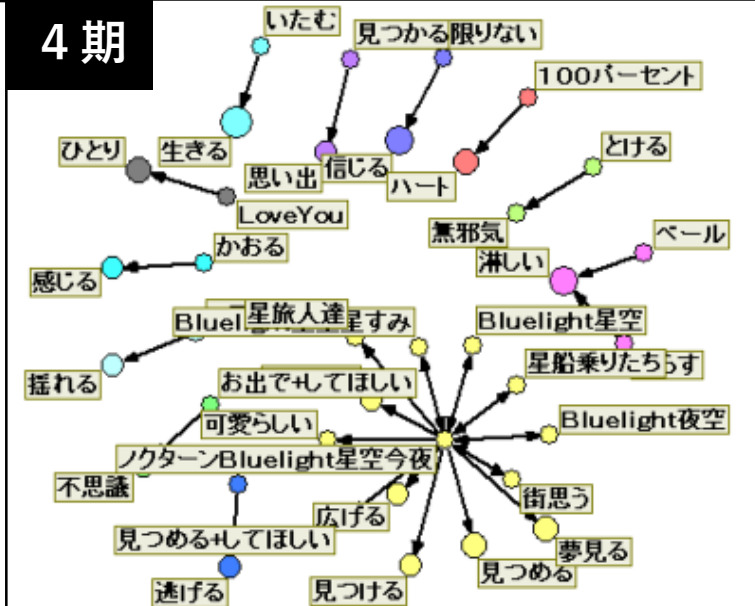 4期
いたむ
見つかる
限りない
100パーセント
生きる
ひとり
思い出
信じる
ハート
とける
LoveYou
無邪気
淋しい
ベール
かおる
感じる
星旅人達
星すみ
Bluelight星空
揺れる
星船乗りたち
お出で+してほしい
可愛らしい
Bluelight夜空
ノクターンBluelight星空今夜
不思議
街思う
広げる
見つめる+してほしい
夢見る
見つめる
逃げる
見つける